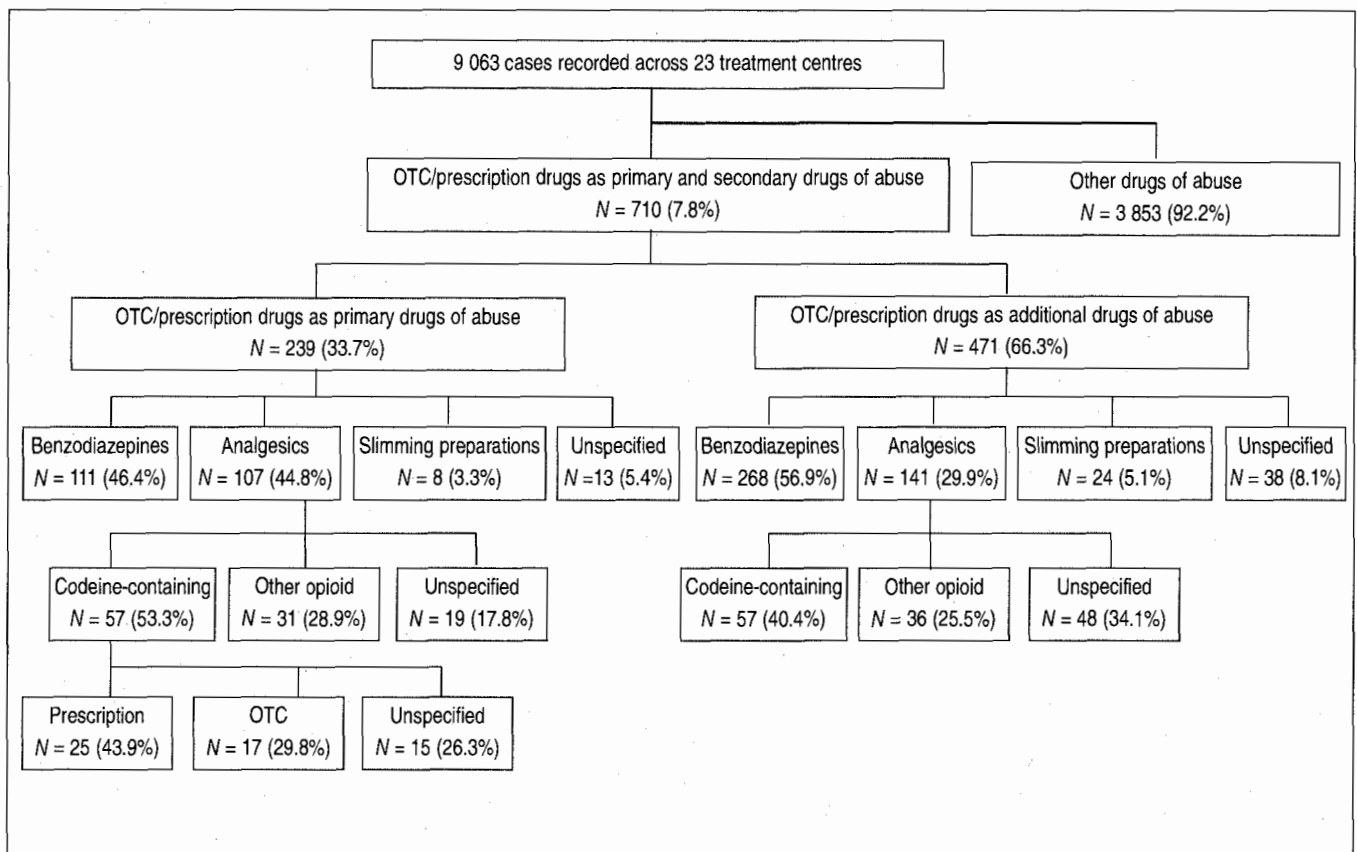 9 063 cases recorded across 23 treatment centres
OTC/prescription drugs as primary and secondary drugs of abuse
N = 710 (7.8%)
Other drugs of abuse
N = 3 853 (92.2%)
OTC/prescription drugs as primary drugs of abuse
N = 239 (33.7%)
OTC/prescription drugs as additional drugs of abuse
N = 471 (66.3%)
Benzodiazepines
N = 111 (46.4%)
Analgesics
N = 107 (44.8%)
Slimming preparations
N = 8 (3.3%)
Unspecified
N =13 (5.4%)
Benzodiazepines
N = 268 (56.9%)
Analgesics
N = 141 (29.9%)
Slimming preparations
N = 24 (5.1%)
Unspecified
N = 38 (8.1%)
Codeine-containing
N = 57 (53.3%)
Other opioid
N = 31 (28.9%)
Unspecified
N = 19 (17.8%)
Codeine-containing
N = 57 (40.4%)
Other opioid
N = 36 (25.5%)
Unspecified
N = 48 (34.1%)
Prescription
N = 25 (43.9%)
OTC
N = 17 (29.8%)
Unspecified
N = 15 (26.3%)